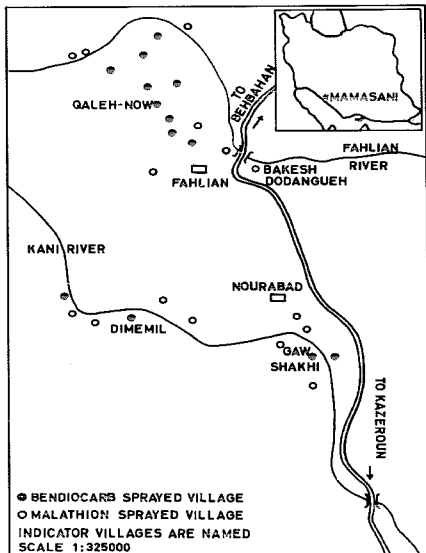 TO
BEHBAHAN
*MAMASANI
QALEH-NOW
FAHLIAN
RIVER
FAHLIAN
BAKESH
DODANGUEH
KANI RIVER
NOURABAD
DIMEMIL
GAW
SHAKHI
TO KAZEROUN
BENDIOCARB SPRAYED VILLAGE
MALATHION SPRAYED VILLAGE
INDICATOR VILLAGES ARE NAMED
SCALE 1:325000